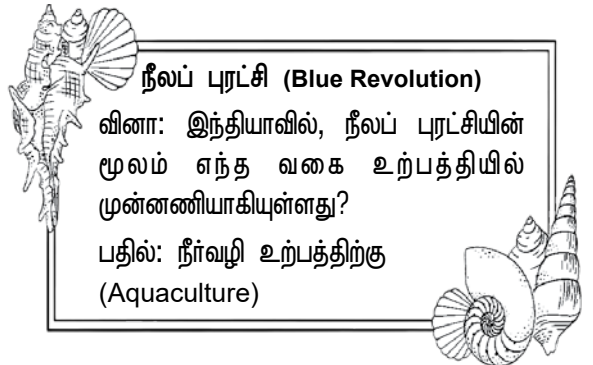 நீலப் புரட்சி (Blue Revolution)
வினா: இந்தியாவில், நீலப் புரட்சியின்
மூலம் எந்த வகை உற்பத்தியில்
முன்னணியாகியுள்ளது?
பதில்: நீர்வழி உற்பத்திற்கு
(Aquaculture)